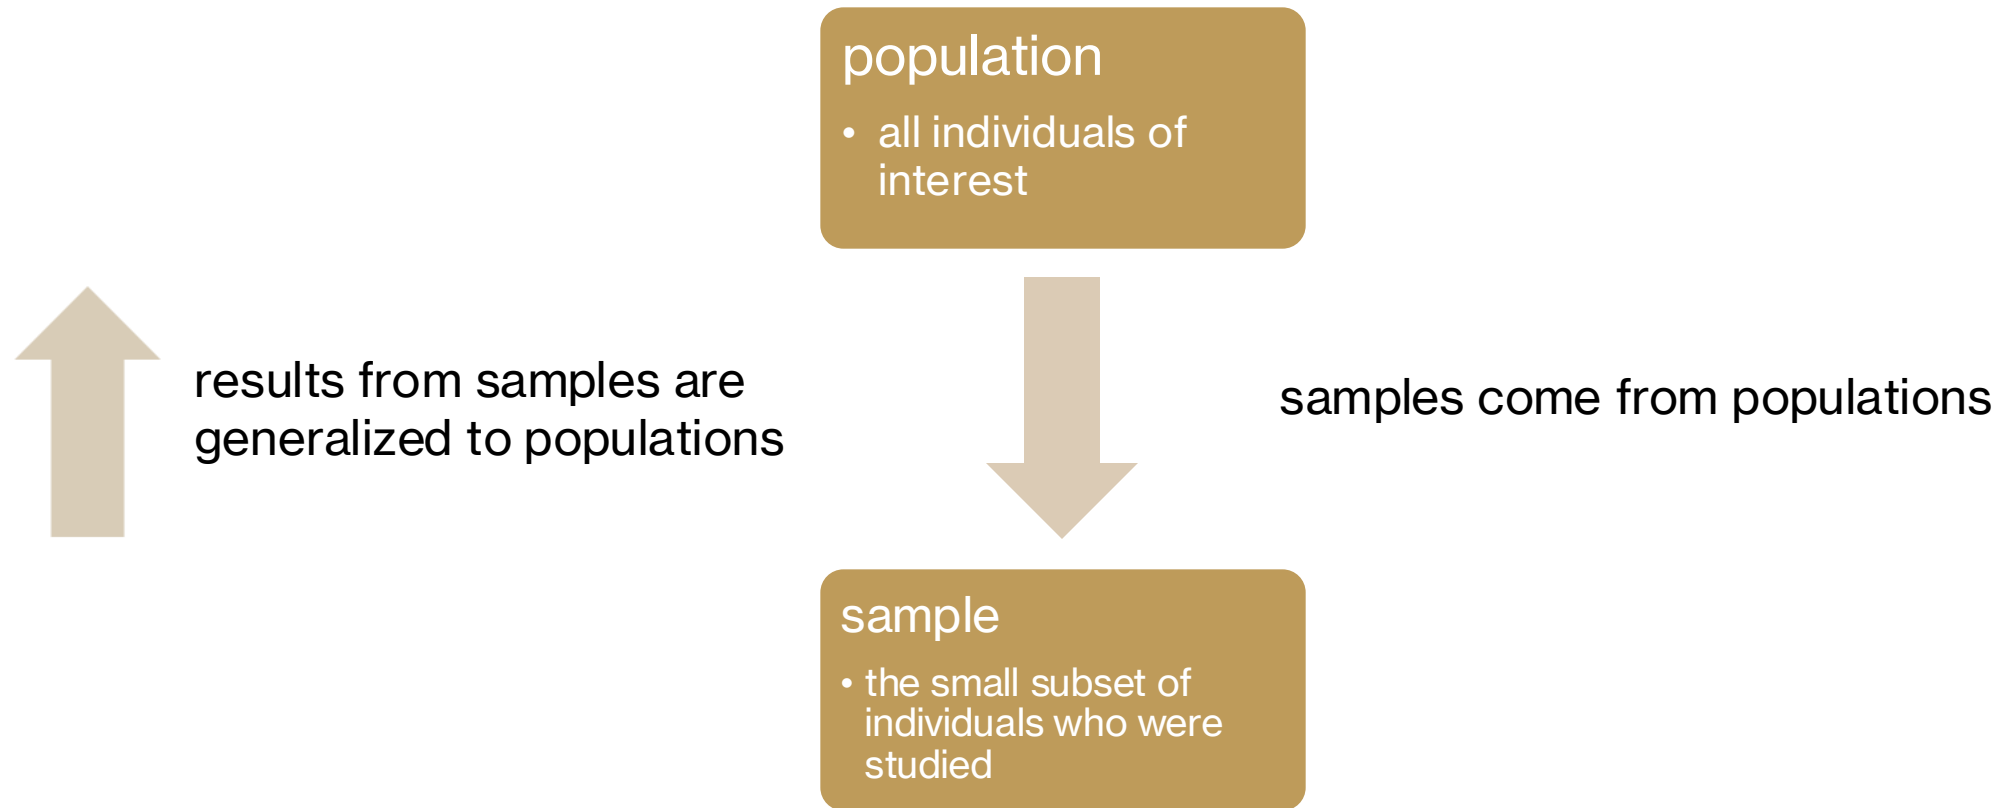 population
• all individuals of
interest
results from samples are
generalized to populations
samples come from populations
sample
• the small subset of
individuals who were
studied